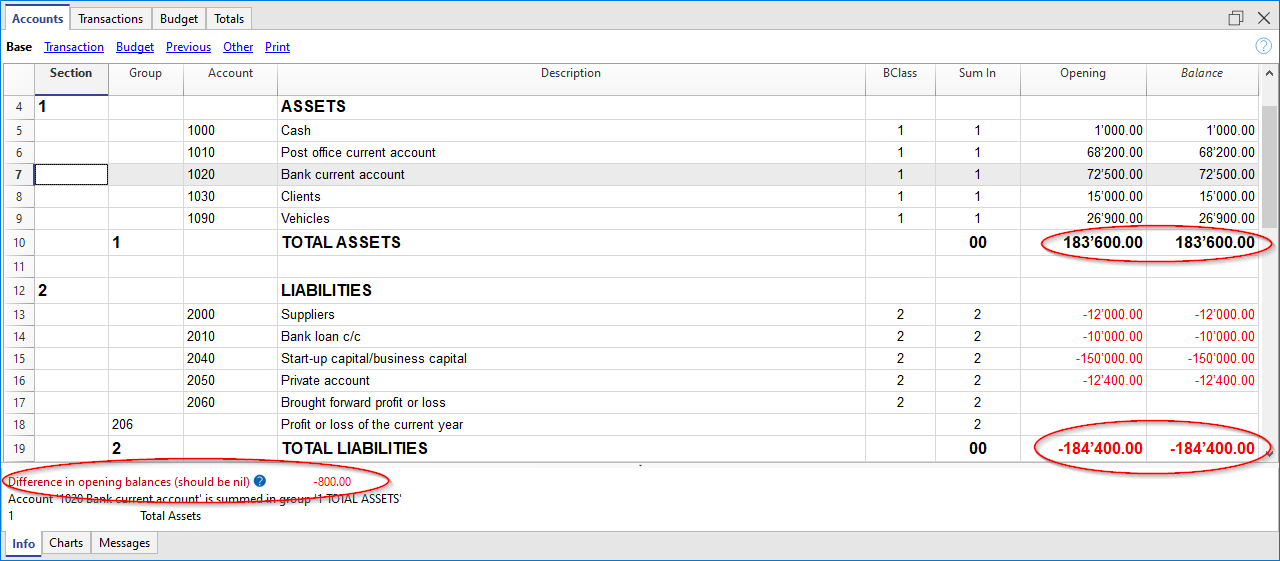 Accounts Transactions Budget Totals
Base Transaction Budget Previous Other Print ?
Section Group Account Description BClass Sum In Opening Balance
4 1 ASSETS
5 1000 Cash 1 1 1'000.00 1'000.00
6 1010 Post office current account 1 1 68'200.00 68'200.00
7 1020 Bank current account 1 1 72'500.00 72'500.00
8 1030 Clients 1 1 15'000.00 15'000.00
9 1090 Vehicles 1 1 26'900.00 26'900.00
10 1 TOTAL ASSETS 00 183'600.00 183'600.00
11
12 2 LIABILITIES
13 2000 Suppliers 2 2 -12'000.00 -12'000.00
14 2010 Bank loan c/c 2 2 -10'000.00 -10'000.00
15 2040 Start-up capital/business capital 2 2 -150'000.00 -150'000.00
16 2050 Private account 2 2 -12'400.00 -12'400.00
17 2060 Brought forward profit or loss 2 2
18 206 Profit or loss of the current year 2
19 2 TOTAL LIABILITIES 00 -184'400.00 -184'400.00
Difference in opening balances (should be nil) ? -800.00
Account '1020 Bank current account' is summed in group '1 TOTAL ASSETS'
1 Total Assets
Info Charts Messages